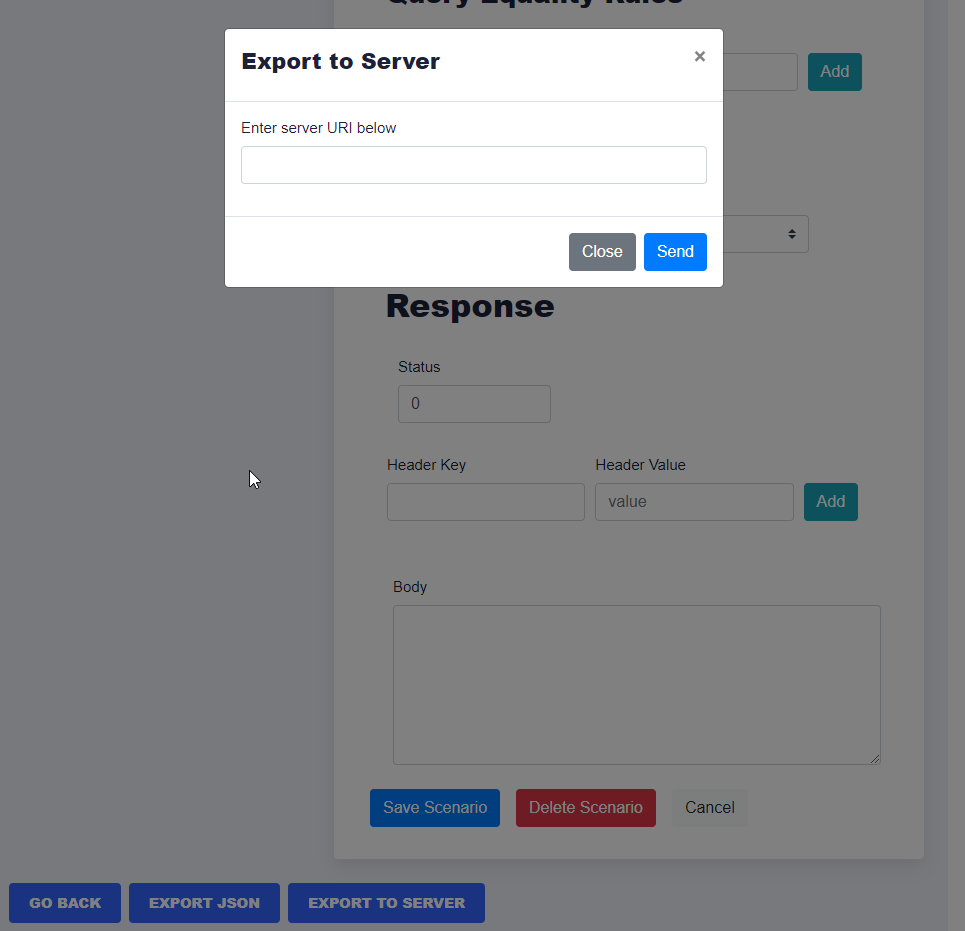 Query Equality Rules
Export to Server
×
Add
Enter server URI below
Close
Send
Response
Status
0
Header Key
Header Value
value
Add
Body
Save Scenario
Delete Scenario
Cancel
GO BACK
EXPORT JSON
EXPORT TO SERVER